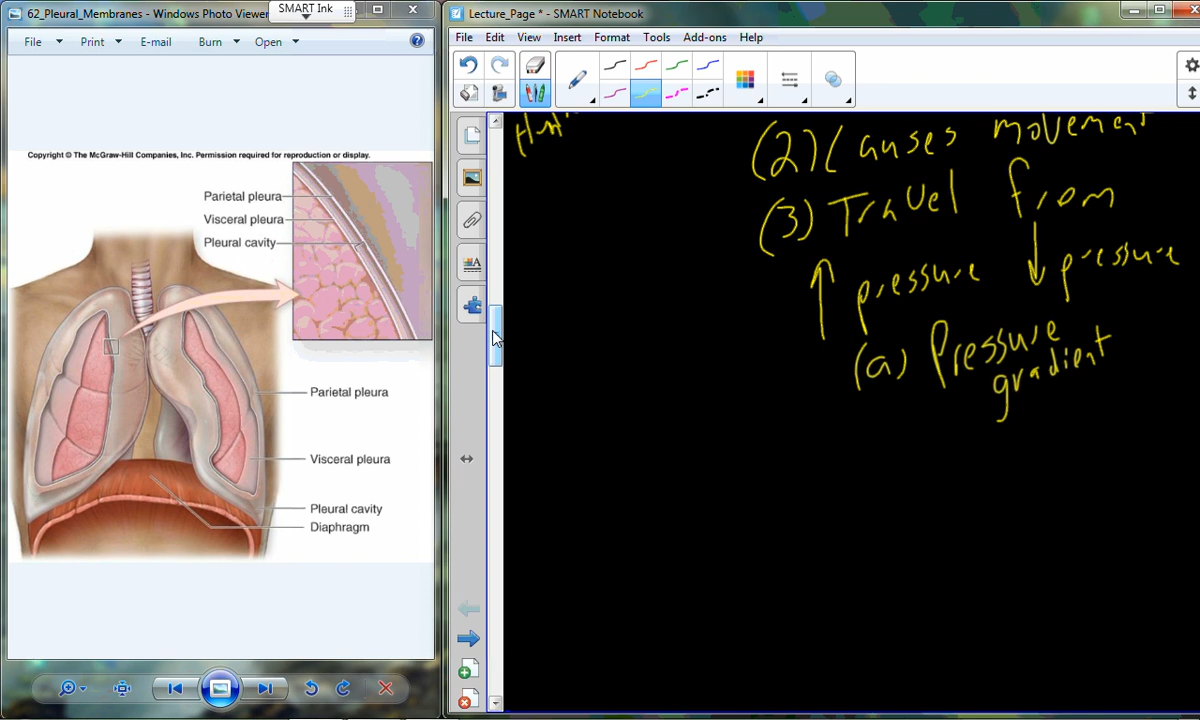 62_Pleural_Membranes - Windows Photo Viewer
SMART Ink
File Print E-mail Burn Open
Copyright © The McGraw-Hill Companies, Inc. Permission required for reproduction or display.
Parietal pleura
Visceral pleura
Pleural cavity
Parietal pleura
Visceral pleura
Pleural cavity
Diaphragm
Lecture_Page * - SMART Notebook
File Edit View Insert Format Tools Add-ons Help
(2) Causes movement
(3) Travel from
↑ pressure ↓ pressure
(a) Pressure
gradient